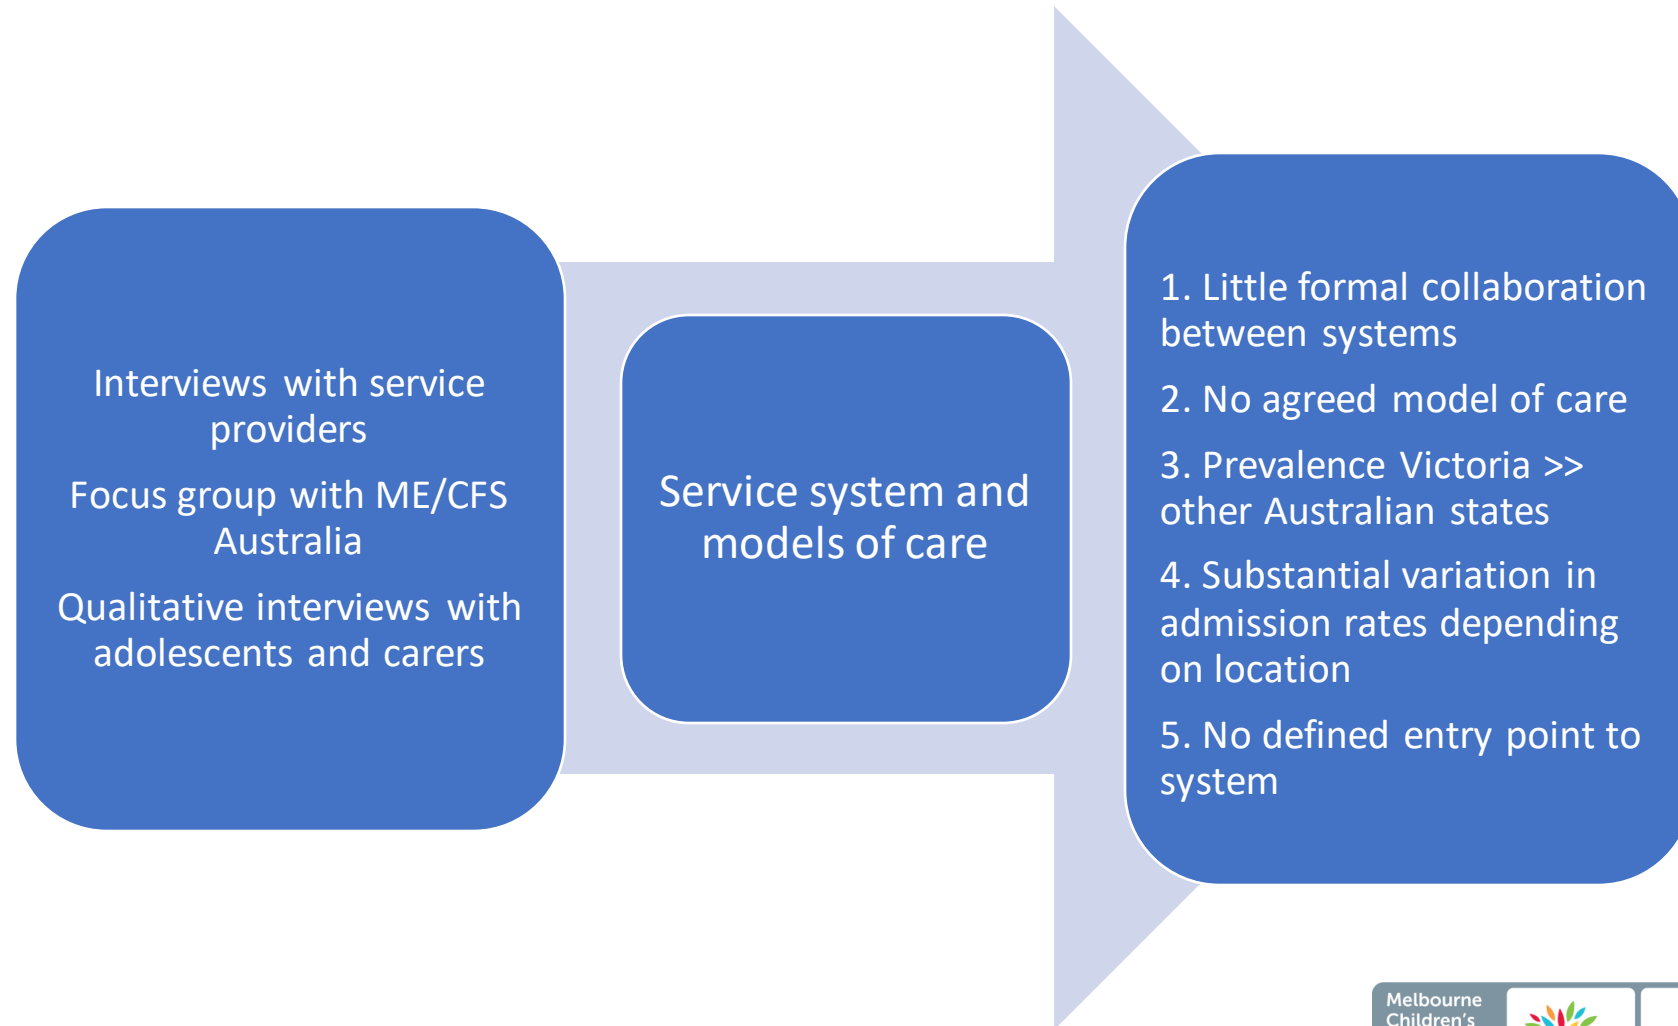 Interviews with service
providers
Focus group with ME/CFS
Australia
Qualitative interviews with
adolescents and carers
Service system and
models of care
1. Little formal collaboration
between systems
2. No agreed model of care
3. Prevalence Victoria >>
other Australian states
4. Substantial variation in
admission rates depending
on location
5. No defined entry point to
system
Melbourne
Children's